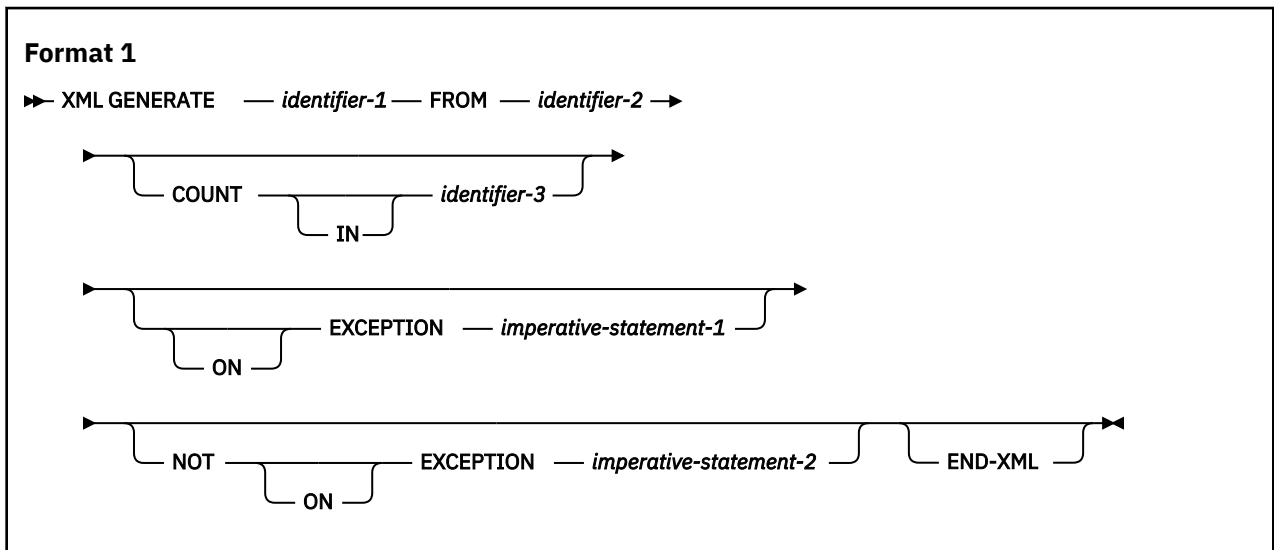 Format 1
XML GENERATE identifier-1 FROM identifier-2
COUNT identifier-3
IN
EXCEPTION imperative-statement-1
ON
NOT EXCEPTION imperative-statement-2 END-XML
ON